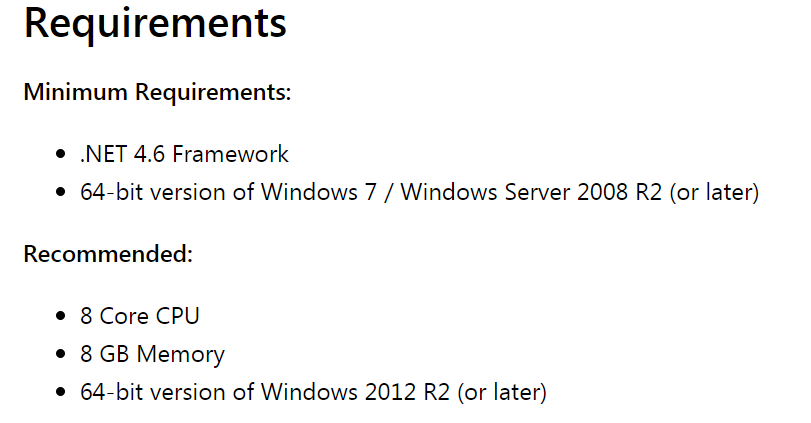 Requirements
Minimum Requirements:
.NET 4.6 Framework
64-bit version of Windows 7 / Windows Server 2008 R2 (or later)
Recommended:
8 Core CPU
8 GB Memory
64-bit version of Windows 2012 R2 (or later)